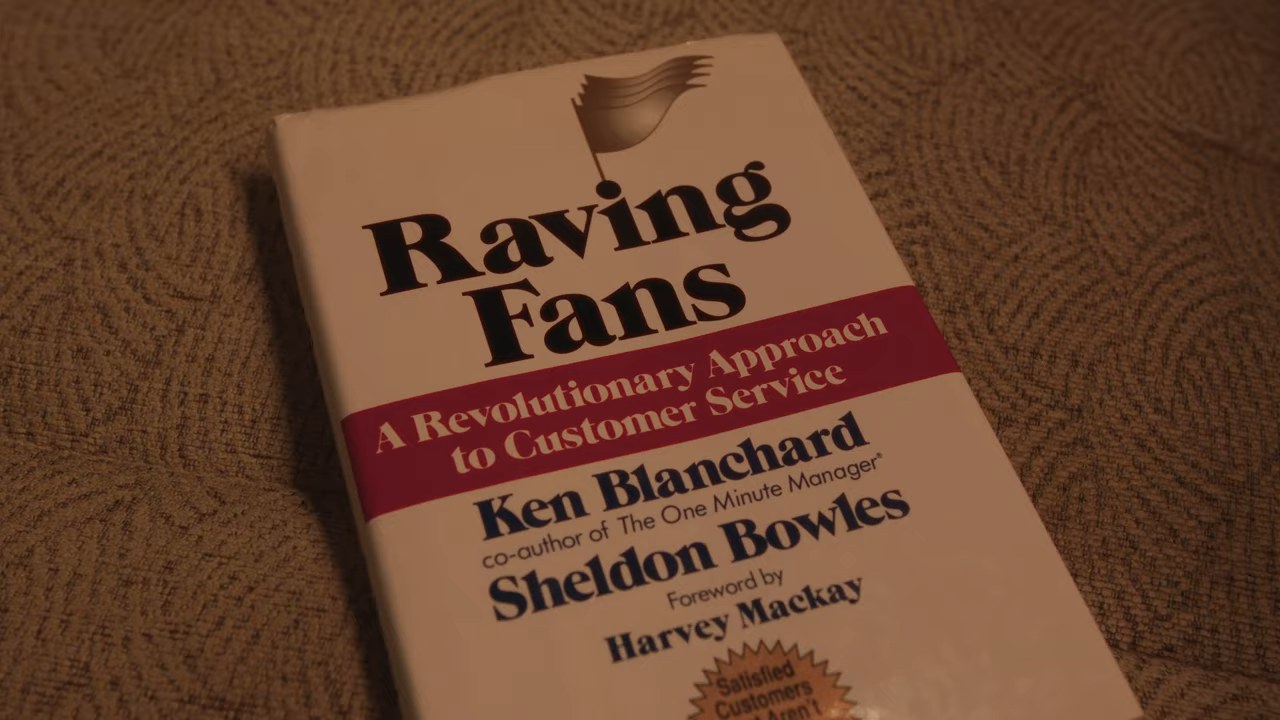 Raving
Fans
A Revolutionary Approach
to Customer Service
Ken Blanchard
co-author of The One Minute Manager®
Sheldon Bowles
Foreword by
Harvey Mackay
Satisfied
Customers
Aren't